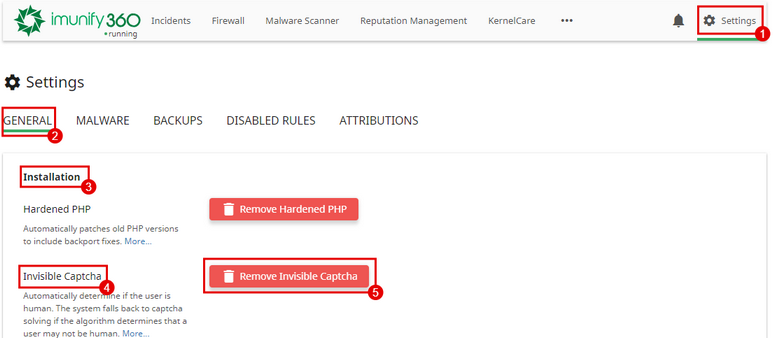 imunify360
running
Incidents
Firewall
Malware Scanner
Reputation Management
KernelCare
•••
Settings
1
Settings
GENERAL
MALWARE
BACKUPS
DISABLED RULES
ATTRIBUTIONS
2
Installation
3
Hardened PHP
Remove Hardened PHP
Automatically patches old PHP versions
to include backport fixes. More...
Invisible Captcha
4
Remove Invisible Captcha
5
Automatically determine if the user is
human. The system falls back to captcha
solving if the algorithm determines that a
user may not be human. More...